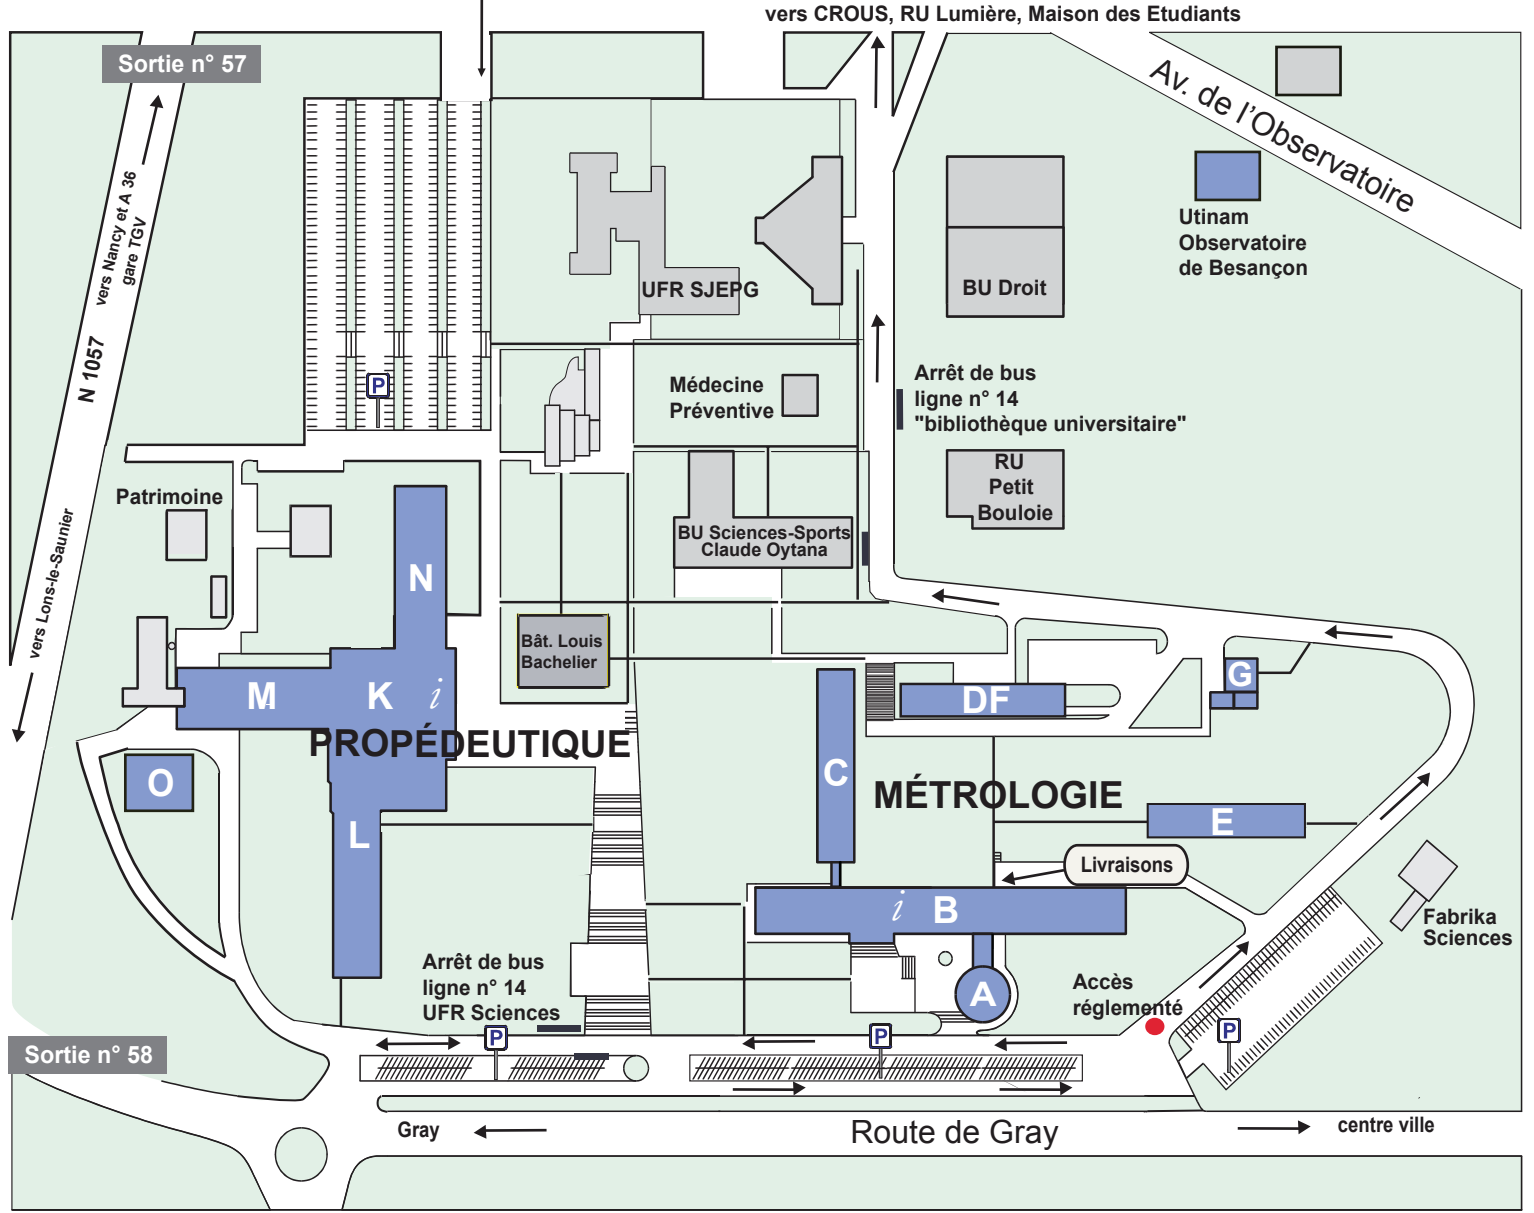 vers CROUS, RU Lumière, Maison des Etudiants
Sortie n° 57
Av. de l'Observatoire
vers Nancy et A 36
gare TGV
N 1057
vers Lons-le-Saunier
Utinam
Observatoire
de Besançon
UFR SJEPG
BU Droit
P
Médecine
Préventive
Arrêt de bus
ligne n° 14
"bibliothèque universitaire"
RU
Petit
Bouloie
Patrimoine
BU Sciences-Sports
Claude Oytana
N
Bât. Louis
Bachelier
M
K
i
DF
G
PROPÉDEUTIQUE
O
C
MÉTROLOGIE
E
L
Livraisons
i
B
Fabrika
Sciences
Arrêt de bus
ligne n° 14
UFR Sciences
A
Accès
réglementé
P
P
P
Sortie n° 58
Gray
Route de Gray
centre ville